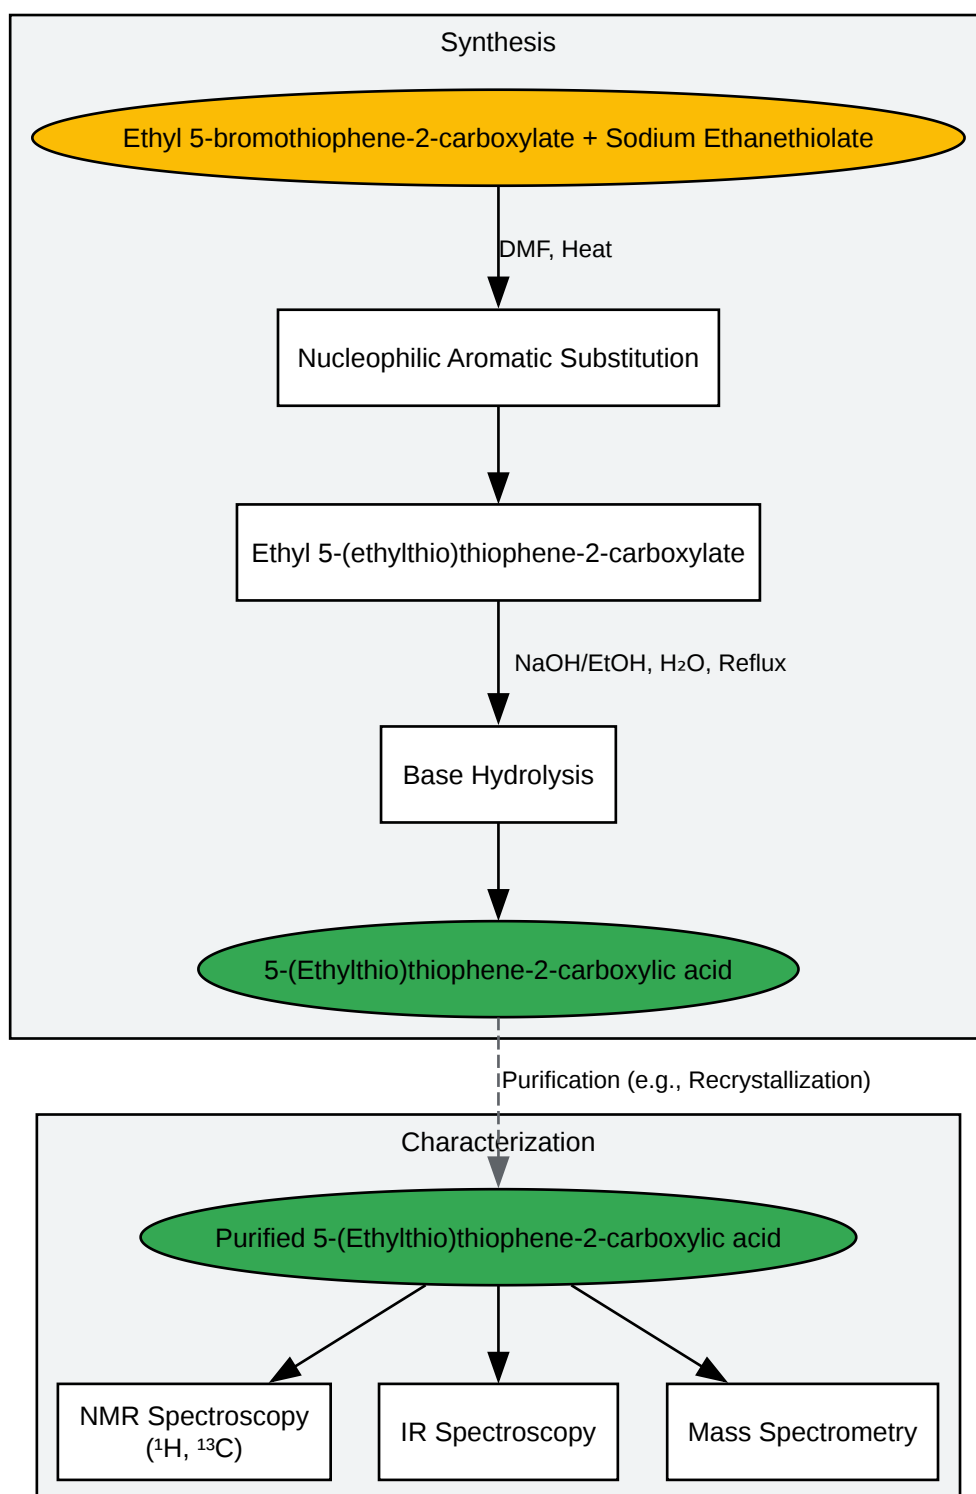 Synthesis
Ethyl 5-bromothiophene-2-carboxylate + Sodium Ethanethiolate
DMF, Heat
Nucleophilic Aromatic Substitution
Ethyl 5-(ethylthio)thiophene-2-carboxylate
NaOH/EtOH, H₂O, Reflux
Base Hydrolysis
5-(Ethylthio)thiophene-2-carboxylic acid
Purification (e.g., Recrystallization)
Characterization
Purified 5-(Ethylthio)thiophene-2-carboxylic acid
NMR Spectroscopy
(¹H, ¹³C)
IR Spectroscopy
Mass Spectrometry